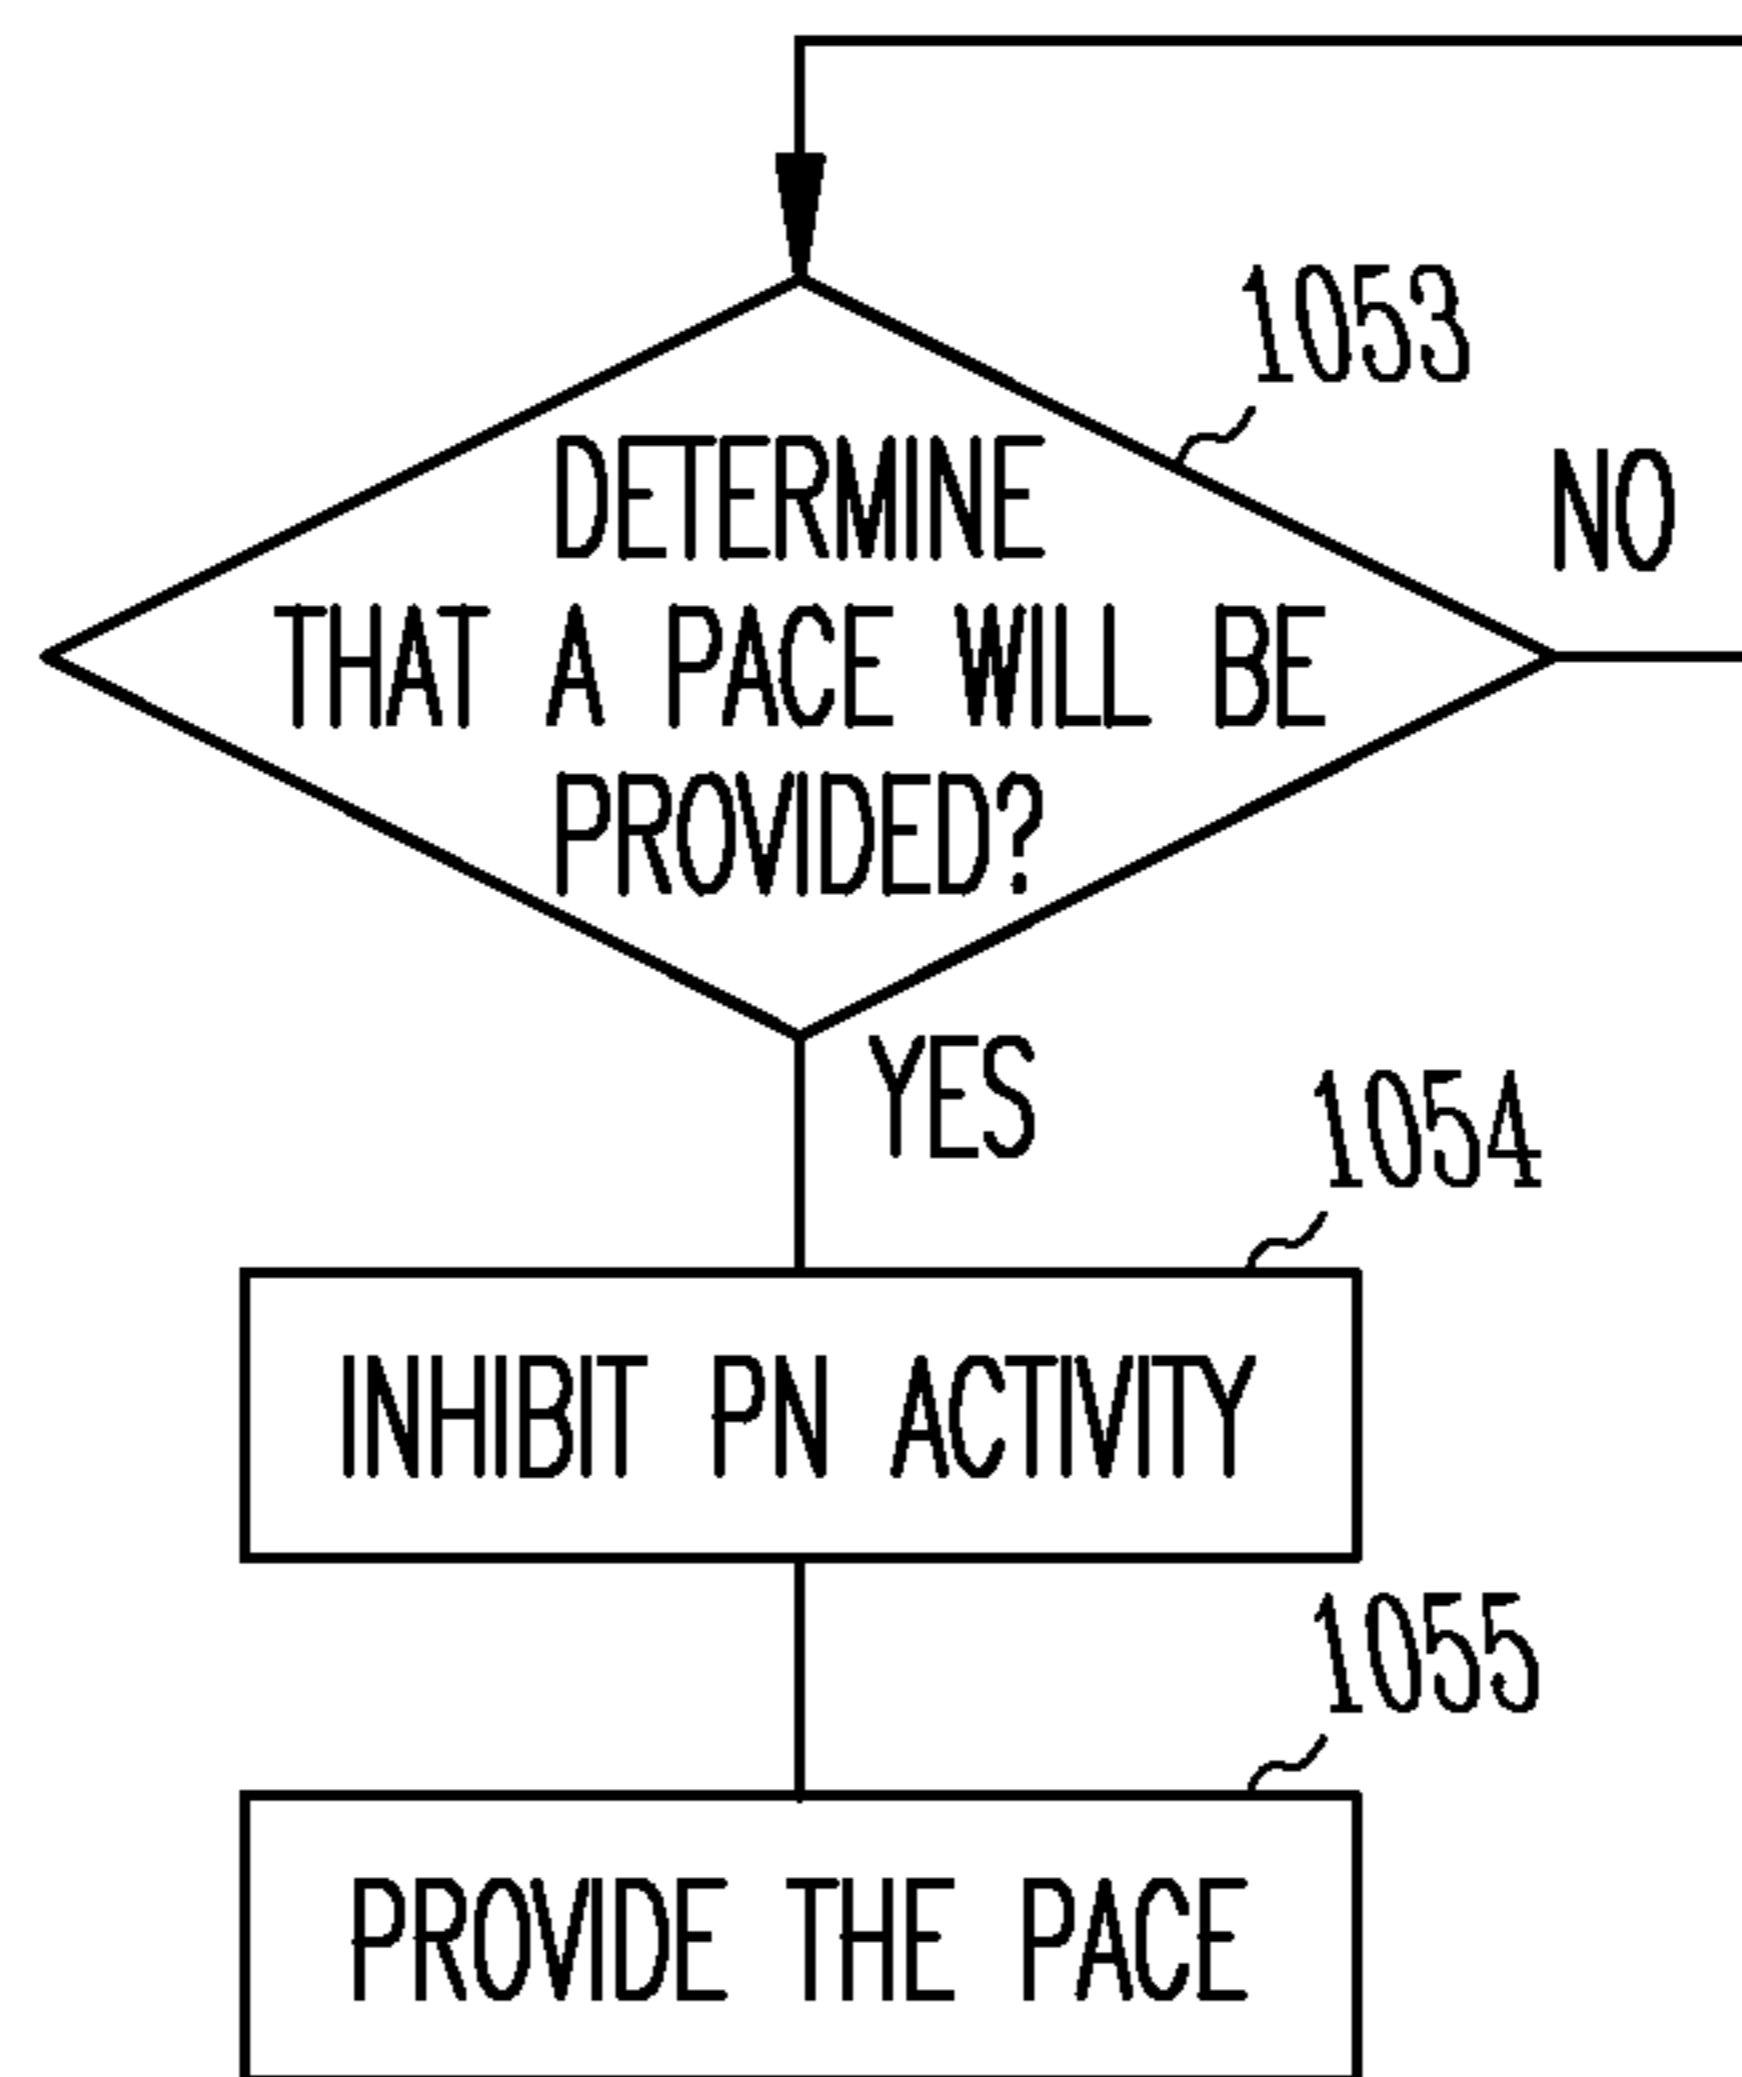 1053
DETERMINE
THAT A PACE WILL BE
PROVIDED?
NO
YES
1054
INHIBIT PN ACTIVITY
1055
PROVIDE THE PACE